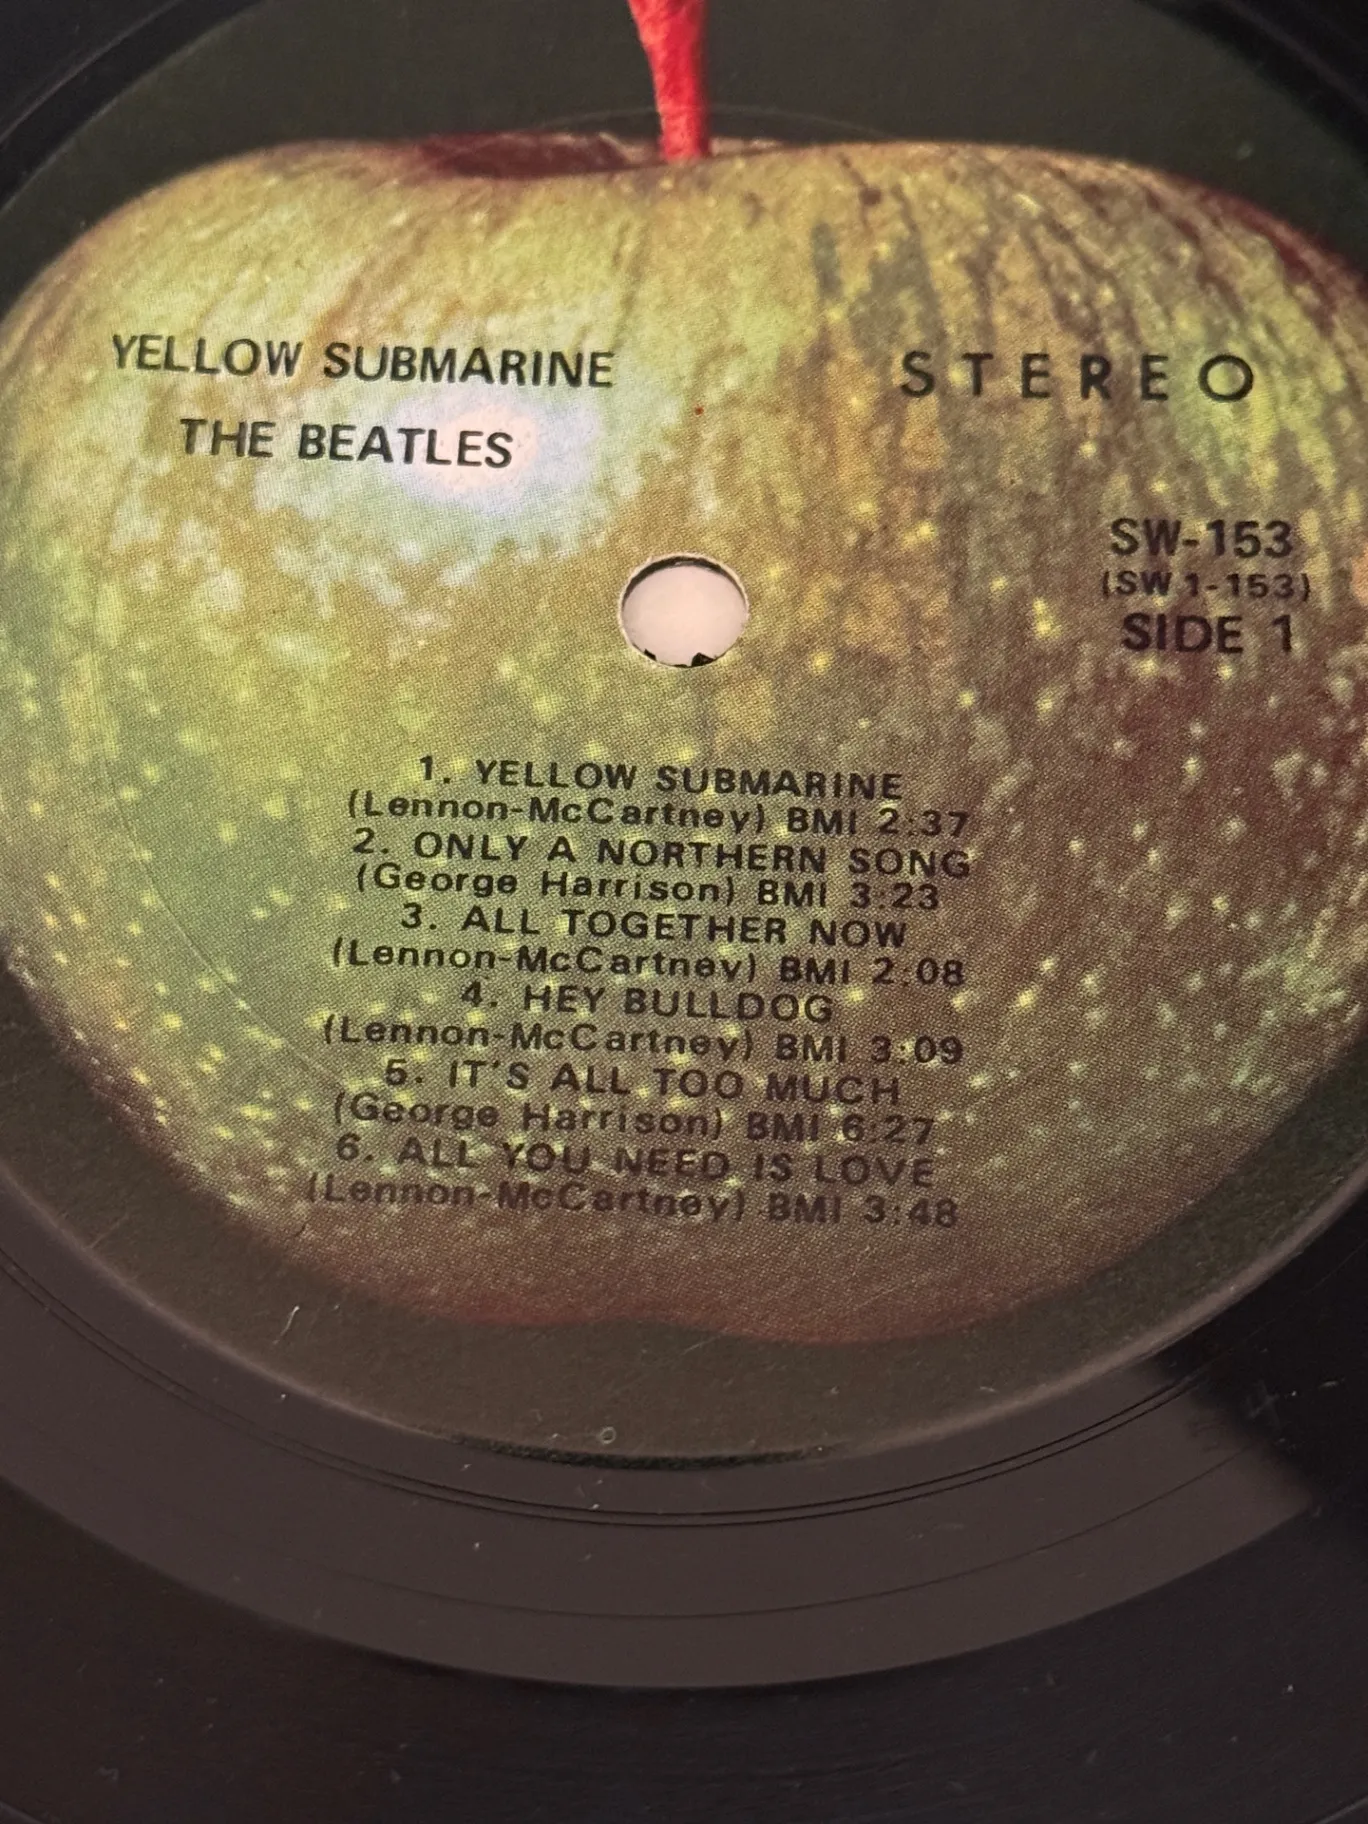 YELLOW SUBMARINE
THE BEATLES
STEREO
SW-153
(SW 1-153)
SIDE 1
1. YELLOW SUBMARINE
(Lennon-McCartney) BMI 2:37
2. ONLY A NORTHERN SONG
(George Harrison) BMI 3:23
3. ALL TOGETHER NOW
(Lennon-McCartney) BMI 2:08
4. HEY BULLDOG
(Lennon-McCartney) BMI 3:09
5. IT'S ALL TOO MUCH
(George Harrison) BMI 6:27
6. ALL YOU NEED IS LOVE
(Lennon-McCartney) BMI 3:48